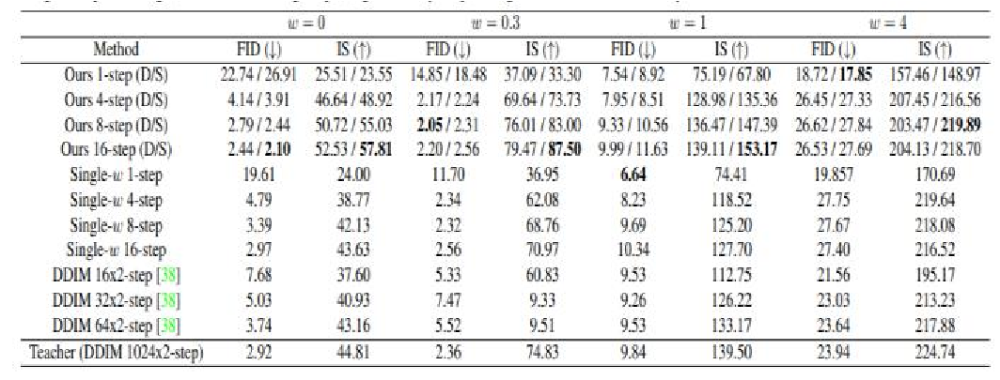 w = 0 w = 0.3 w = 1 w = 4
Method FID (↓) IS (↑) FID (↓) IS (↑) FID (↓) IS (↑) FID (↓) IS (↑)
Ours 1-step (D/S) 22.74 / 26.91 25.51 / 23.55 14.85 / 18.48 37.09 / 33.30 7.54 / 8.92 75.19 / 67.80 18.72 / 17.85 157.46 / 148.97
Ours 4-step (D/S) 4.14 / 3.91 46.64 / 48.92 2.17 / 2.24 69.64 / 73.73 7.95 / 8.51 128.98 / 135.36 26.45 / 27.33 207.45 / 216.56
Ours 8-step (D/S) 2.79 / 2.44 50.72 / 55.03 2.05 / 2.31 76.01 / 83.00 9.33 / 10.56 136.47 / 147.39 26.62 / 27.84 203.47 / 219.89
Ours 16-step (D/S) 2.44 / 2.10 52.53 / 57.81 2.20 / 2.56 79.47 / 87.50 9.99 / 11.63 139.11 / 153.17 26.53 / 27.69 204.13 / 218.70
Single-w 1-step 19.61 24.00 11.70 36.95 6.64 74.41 19.857 170.69
Single-w 4-step 4.79 38.77 2.34 62.08 8.23 118.52 27.75 219.64
Single-w 8-step 3.39 42.13 2.32 68.76 9.69 125.20 27.67 218.08
Single-w 16-step 2.97 43.63 2.56 70.97 10.34 127.70 27.40 216.52
DDIM 16x2-step [38] 7.68 37.60 5.33 60.83 9.53 112.75 21.56 195.17
DDIM 32x2-step [38] 5.03 40.93 7.47 9.33 9.26 126.22 23.03 213.23
DDIM 64x2-step [38] 3.74 43.16 5.52 9.51 9.53 133.17 23.64 217.88
Teacher (DDIM 1024x2-step) 2.92 44.81 2.36 74.83 9.84 139.50 23.94 224.74